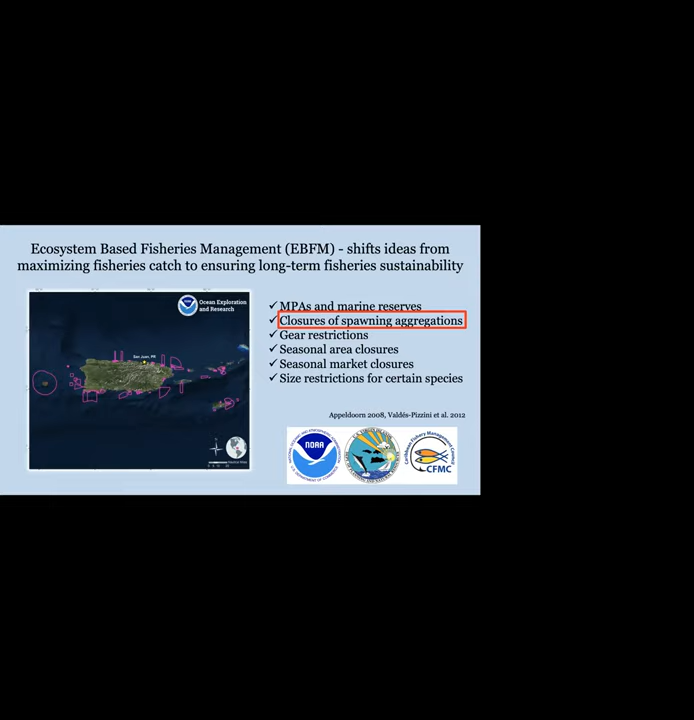 Ecosystem Based Fisheries Management (EBFM) - shifts ideas from
maximizing fisheries catch to ensuring long-term fisheries sustainability
Ocean Exploration
and Research
San Juan, PR
✓ MPAs and marine reserves
✓ Closures of spawning aggregations
✓ Gear restrictions
✓ Seasonal area closures
✓ Seasonal market closures
✓ Size restrictions for certain species
Appeldoorn 2008, Valdés-Pizzini et al. 2012
NOAA
CFMC